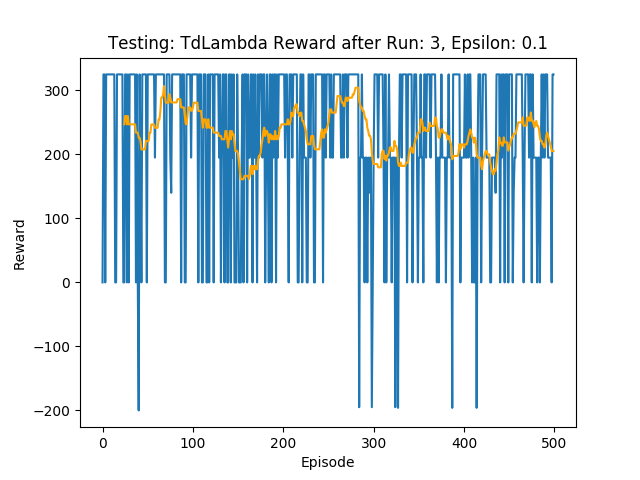 Testing: TdLambda Reward after Run: 3, Epsilon: 0.1
300
200
100
0
−100
−200
Reward
0 100 200 300 400 500
Episode